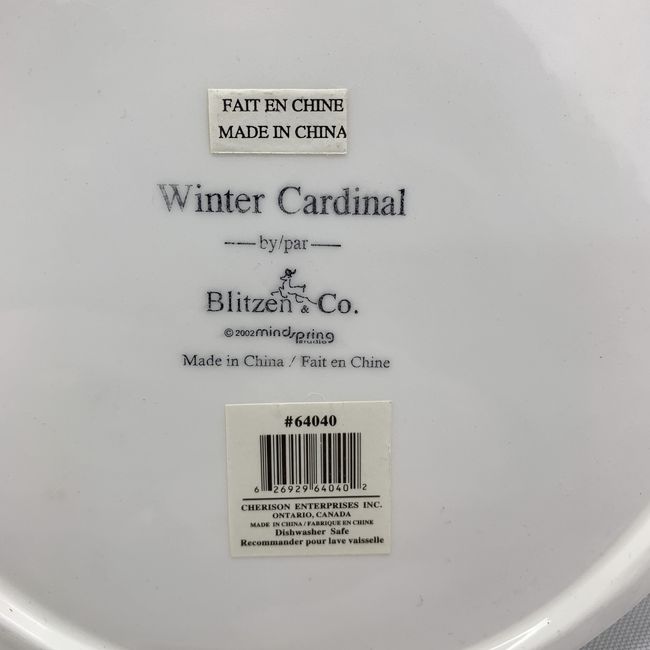 FAIT EN CHINE
MADE IN CHINA
Winter Cardinal
by/par
Blitzen & Co.
©2002 mindspring
studio
Made in China / Fait en Chine
#64040
6 26929 64040 2
CHERISON ENTERPRISES INC.
ONTARIO, CANADA
MADE IN CHINA / FABRIQUE EN CHINE
Dishwasher Safe
Recommander pour lave vaisselle